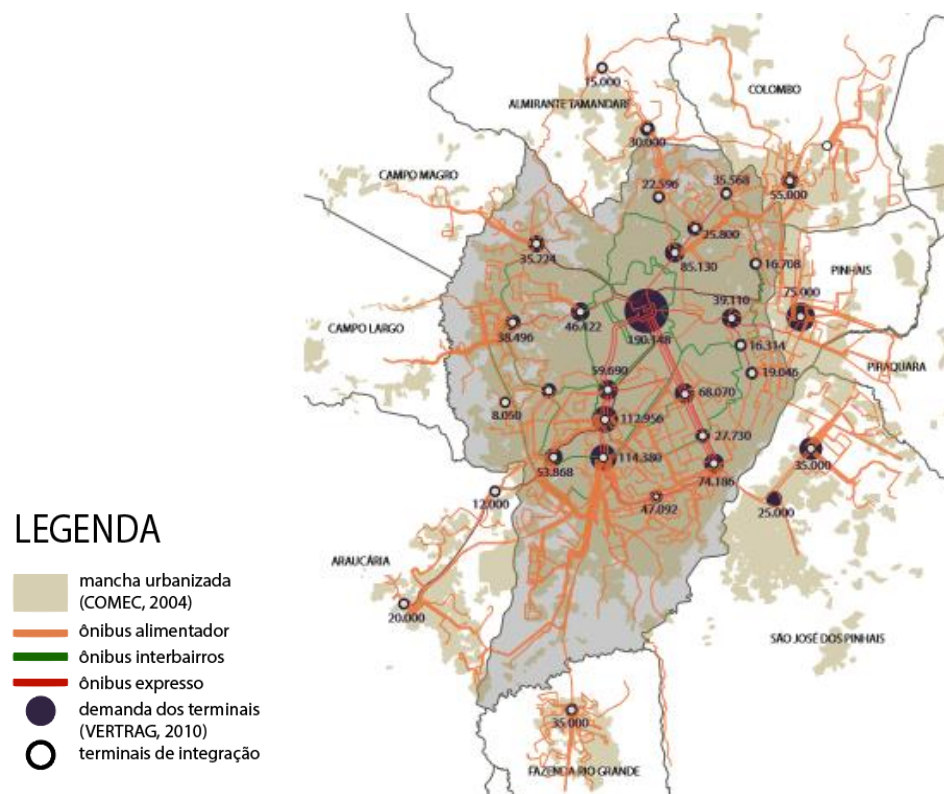 15.000
ALMIRANTE TAMANDARÉ
COLOMBO
30.000
CAMPO MAGRO
22.596
35.568
55.000
25.800
35.724
85.130
16.708
PINHAIS
75.000
39.110
CAMPO LARGO
38.496
46.422
190.148
16.314
PIRAQUARA
59.690
19.046
8.050
68.070
112.956
27.730
53.868
114.380
74.186
35.000
12.000
47.092
25.000
LEGENDA
ARAUCÁRIA
mancha urbanizada
(COMEC, 2004)
20.000
ônibus alimentador
SÃO JOSÉ DOS PINHAIS
ônibus interbairros
ônibus expresso
demanda dos terminais
(VERTRAG, 2010)
35.000
terminais de integração
FAZENDA RIO GRANDE